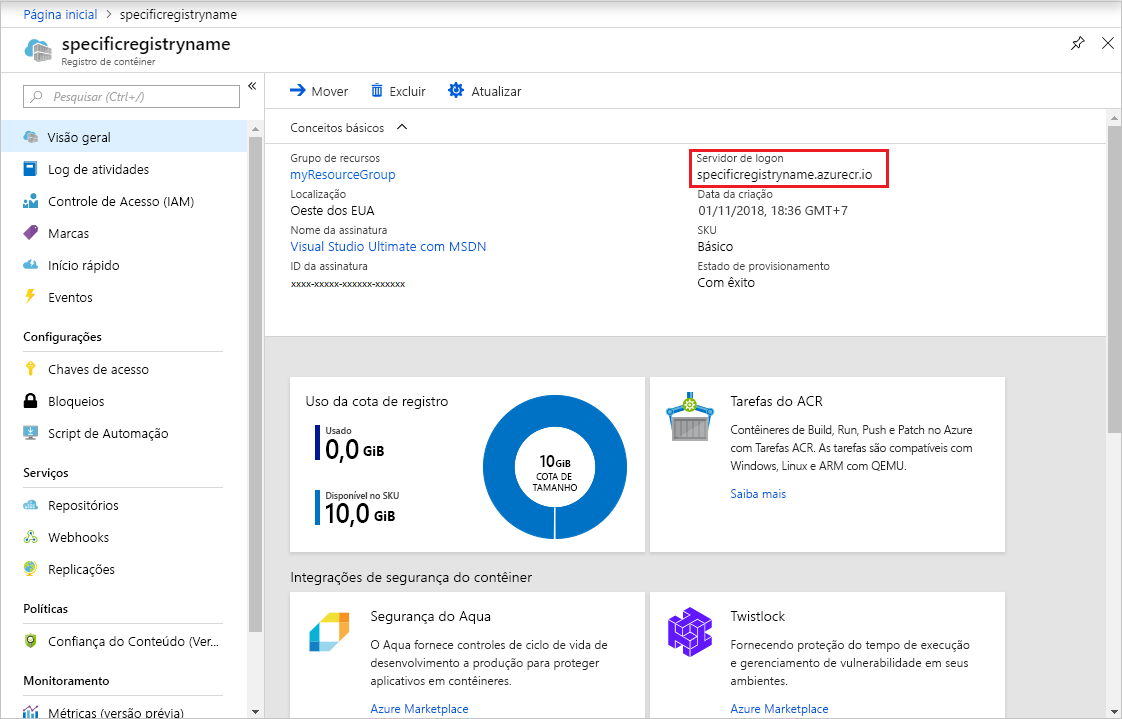 Página inicial > specificregistryname
specificregistryname
Registro de contêiner
Pesquisar (Ctrl+/)
«
Visão geral
Log de atividades
Controle de Acesso (IAM)
Marcas
Início rápido
Eventos
Configurações
Chaves de acesso
Bloqueios
Script de Automação
Serviços
Repositórios
Webhooks
Replicações
Políticas
Confiança do Conteúdo (Ver...
Monitoramento
Métricas (versão prévia)
Mover Excluir Atualizar
Conceitos básicos
Grupo de recursos
myResourceGroup
Localização
Oeste dos EUA
Nome da assinatura
Visual Studio Ultimate com MSDN
ID da assinatura
xxxx-xxxxx-xxxxxx-xxxxxx
Servidor de logon
specificregistryname.azurecr.io
Data da criação
01/11/2018, 18:36 GMT+7
SKU
Básico
Estado de provisionamento
Com êxito
Uso da cota de registro
Usado
0,0 GiB
Disponível no SKU
10,0 GiB
10GiB
COTA DE
TAMANHO
Tarefas do ACR
Contêineres de Build, Run, Push e Patch no Azure
com Tarefas ACR. As tarefas são compatíveis com
Windows, Linux e ARM com QEMU.
Saiba mais
Integrações de segurança do contêiner
Segurança do Aqua
O Aqua fornece controles de ciclo de vida de
desenvolvimento a produção para proteger
aplicativos em contêineres.
Azure Marketplace
Twistlock
Fornecendo proteção do tempo de execução
e gerenciamento de vulnerabilidade em seus
ambientes.
Azure Marketplace